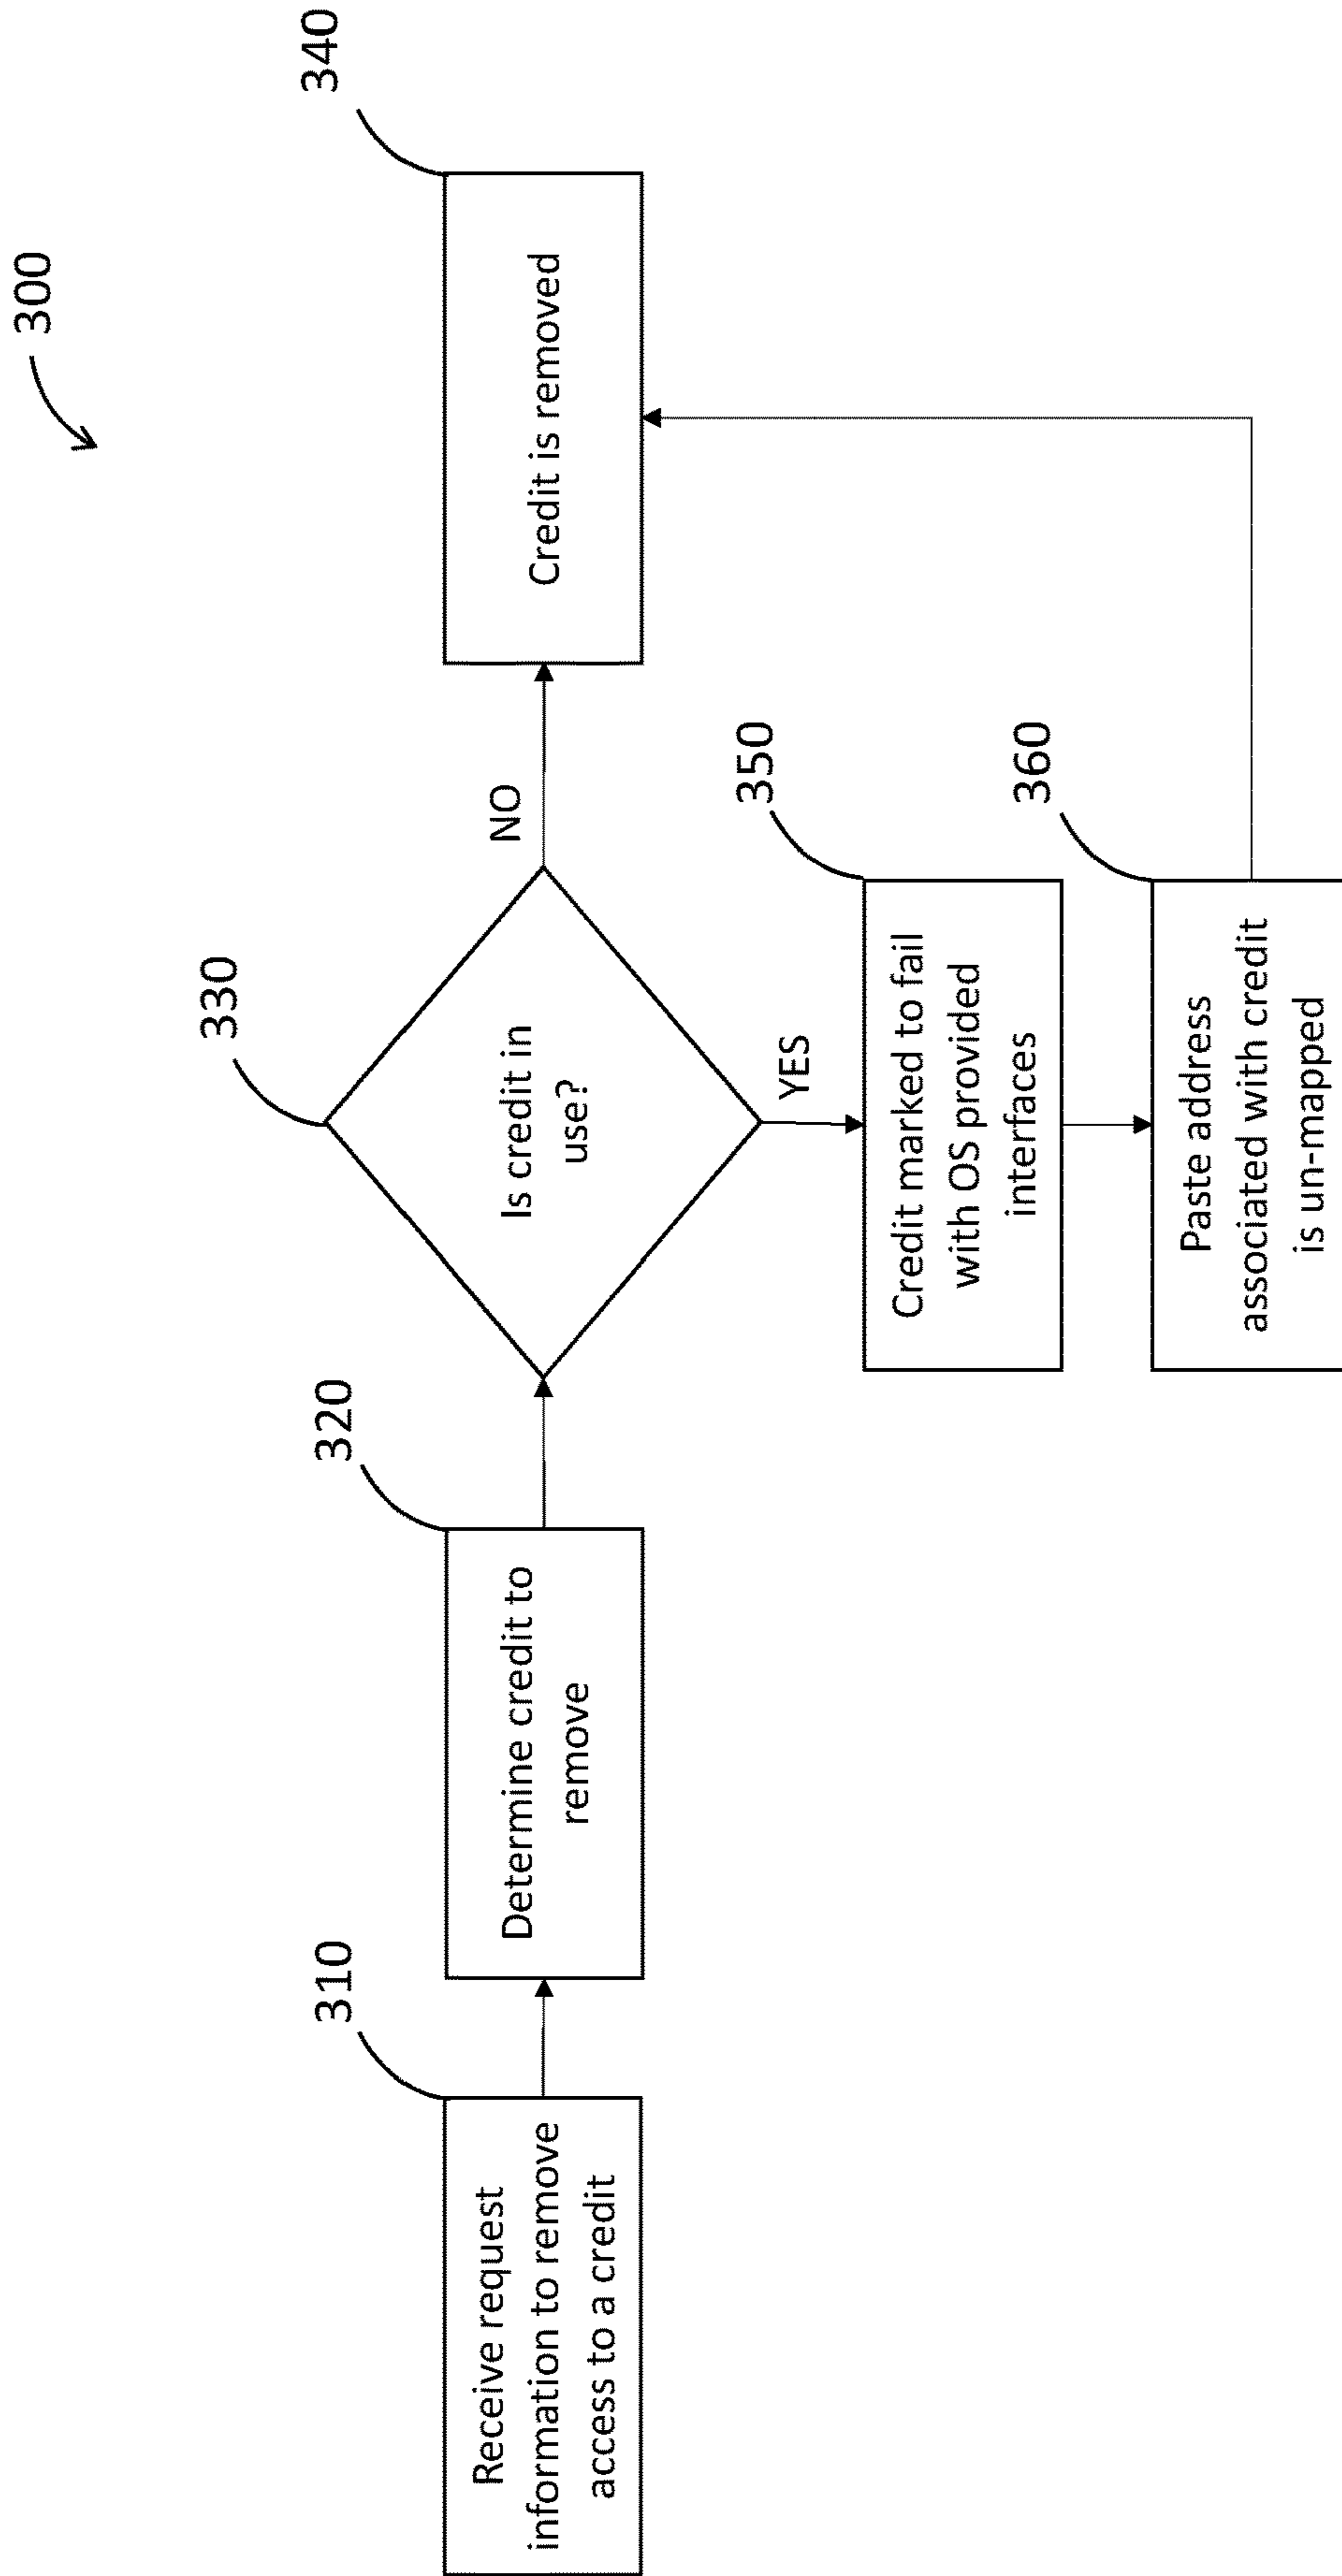 300
310
Receive request
information to remove
access to a credit
320
Determine credit to
remove
330
Is credit in
use?
NO
340
Credit is removed
YES
350
Credit marked to fail
with OS provided
interfaces
360
Paste address
associated with credit
is un-mapped